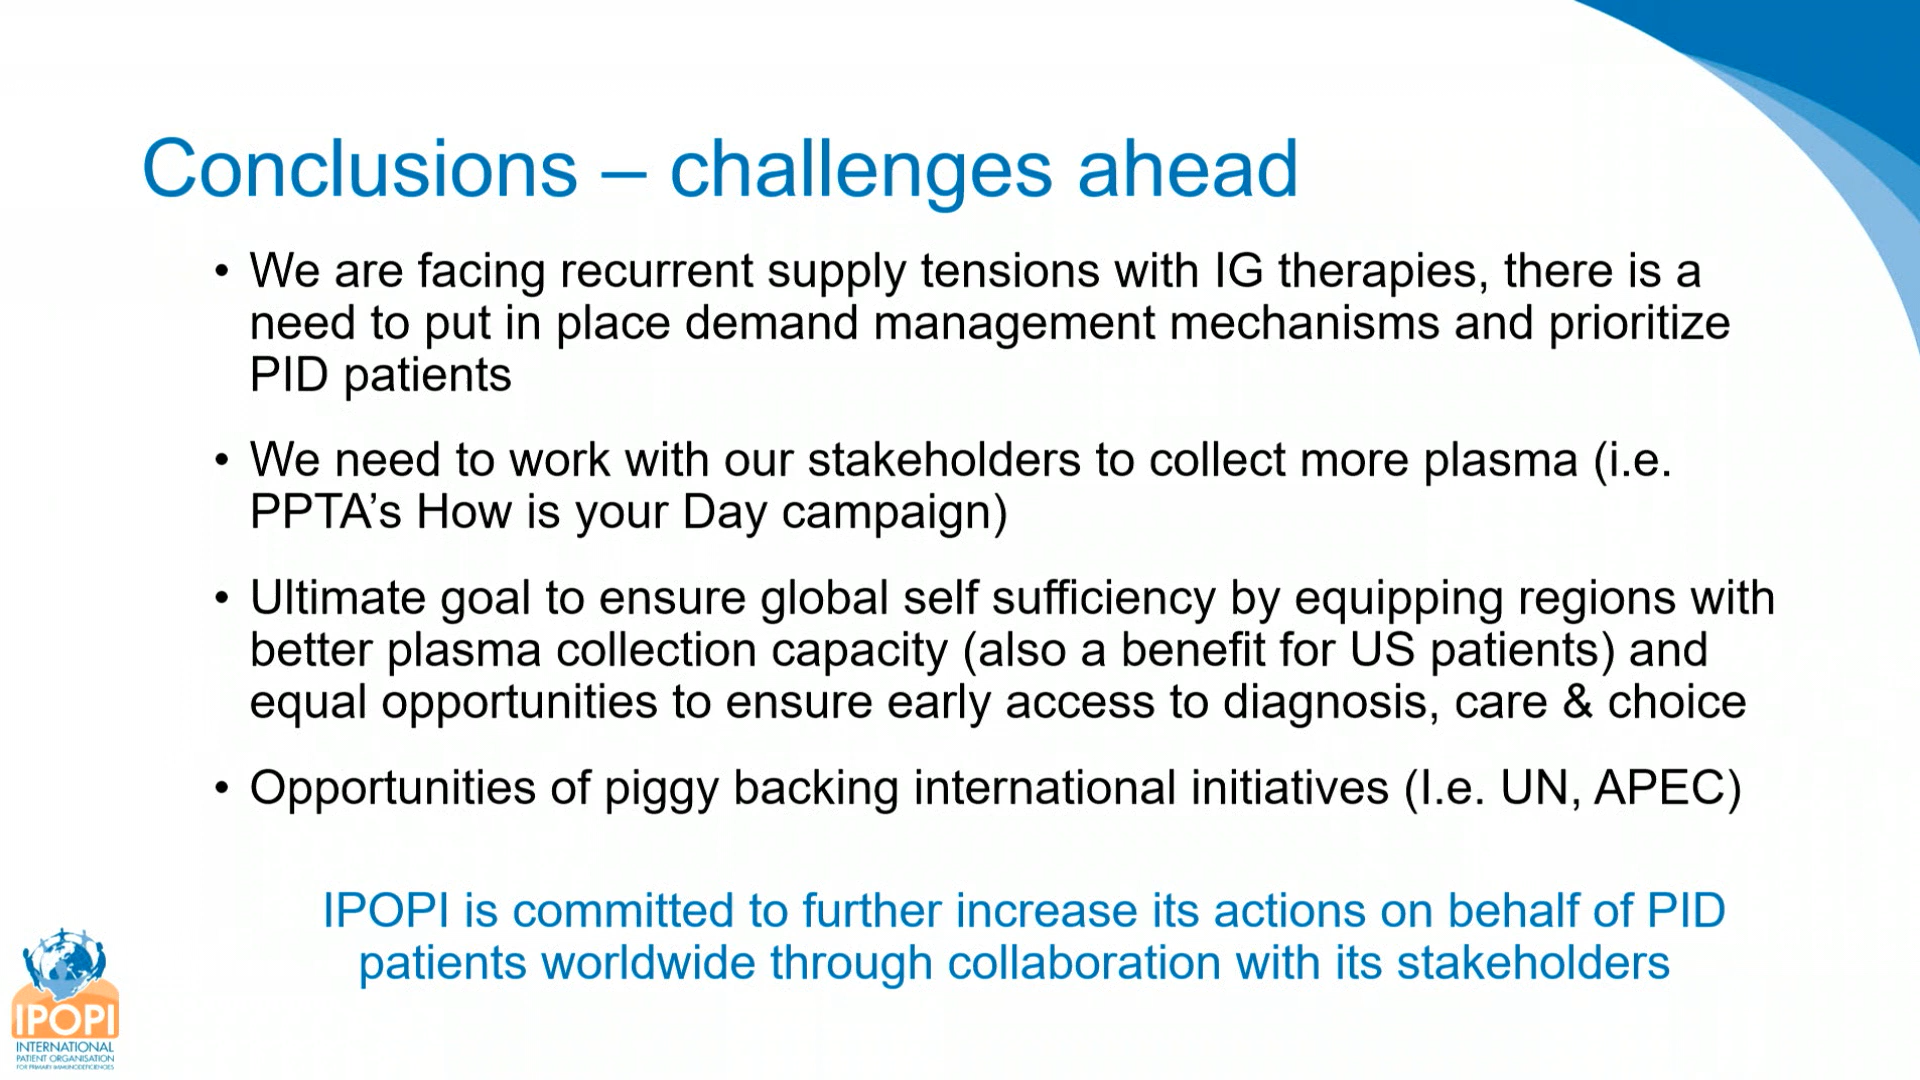 Conclusions – challenges ahead
• We are facing recurrent supply tensions with IG therapies, there is a
need to put in place demand management mechanisms and prioritize
PID patients
• We need to work with our stakeholders to collect more plasma (i.e.
PPTA’s How is your Day campaign)
• Ultimate goal to ensure global self sufficiency by equipping regions with
better plasma collection capacity (also a benefit for US patients) and
equal opportunities to ensure early access to diagnosis, care & choice
• Opportunities of piggy backing international initiatives (I.e. UN, APEC)
IPOPI is committed to further increase its actions on behalf of PID
patients worldwide through collaboration with its stakeholders
IPOPI
INTERNATIONAL
PATIENT ORGANISATION
FOR PRIMARY IMMUNODEFICIENCIES